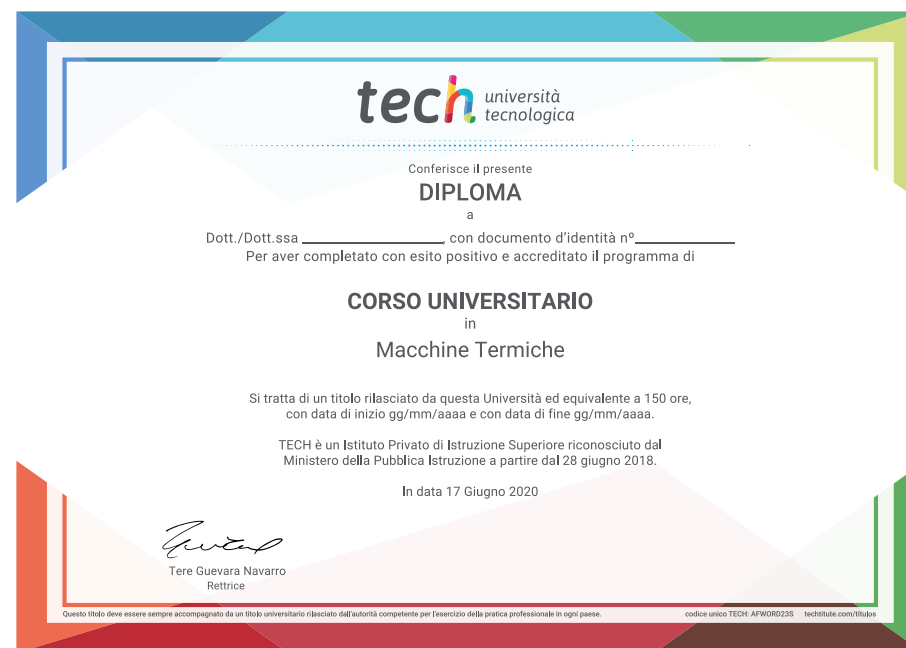 tech università
tecnologica
Conferisce il presente
DIPLOMA
a
Dott./Dott.ssa ____________________, con documento d'identità nº______________
Per aver completato con esito positivo e accreditato il programma di
CORSO UNIVERSITARIO
in
Macchine Termiche
Si tratta di un titolo rilasciato da questa Università ed equivalente a 150 ore,
con data di inizio gg/mm/aaaa e con data di fine gg/mm/aaaa.
TECH è un Istituto Privato di Istruzione Superiore riconosciuto dal
Ministero della Pubblica Istruzione a partire dal 28 giugno 2018.
In data 17 Giugno 2020
Tere Guevara Navarro
Rettrice
Questo titolo deve essere sempre accompagnato da un titolo universitario rilasciato dall'autorità competente per l'esercizio della pratica professionale in ogni paese. codice unico TECH: AFWORD23S techtitute.com/títulos